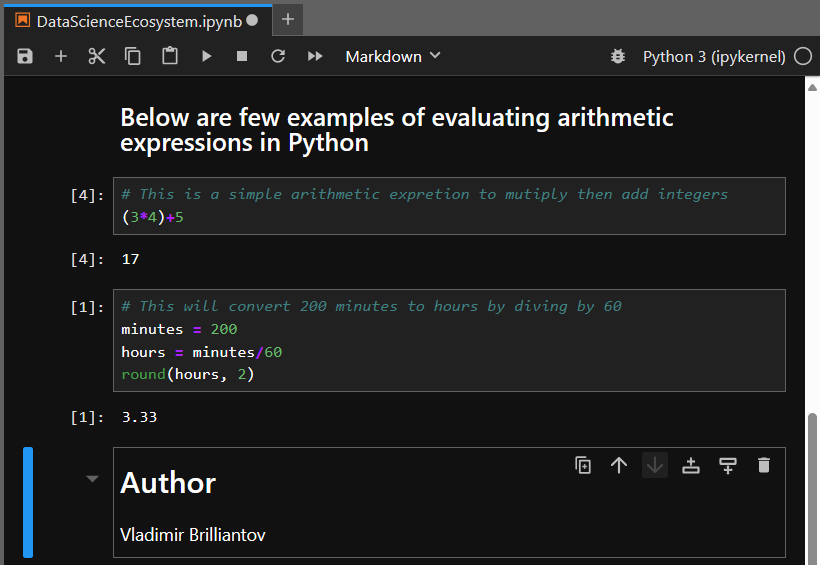 DataScienceEcosystem.ipynb
Markdown
Python 3 (ipykernel)
Below are few examples of evaluating arithmetic
expressions in Python
[4]: # This is a simple arithmetic expretion to mutiply then add integers
(3*4)+5
[4]: 17
[1]: # This will convert 200 minutes to hours by diving by 60
minutes = 200
hours = minutes/60
round(hours, 2)
[1]: 3.33
Author
Vladimir Brilliantov